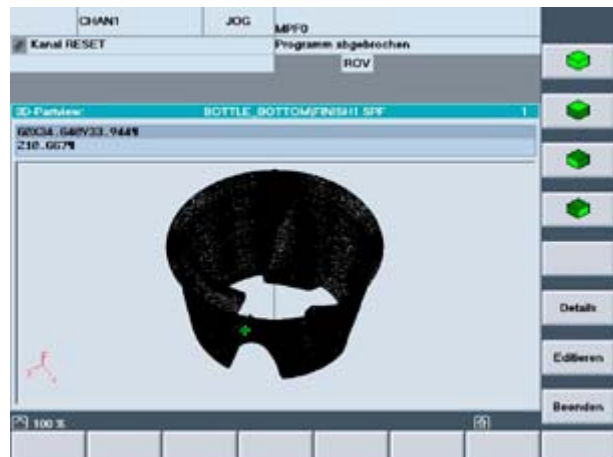 CHAN1 JOG MPF0
Kanal RESET Programm abgebrochen
ROV
3D-Partview: BOTTLE_BOTTOM/FINISH1.SPF 1
G0X34.640Y33.944¶
Z10.667¶
Details
Editieren
Beenden
100 %